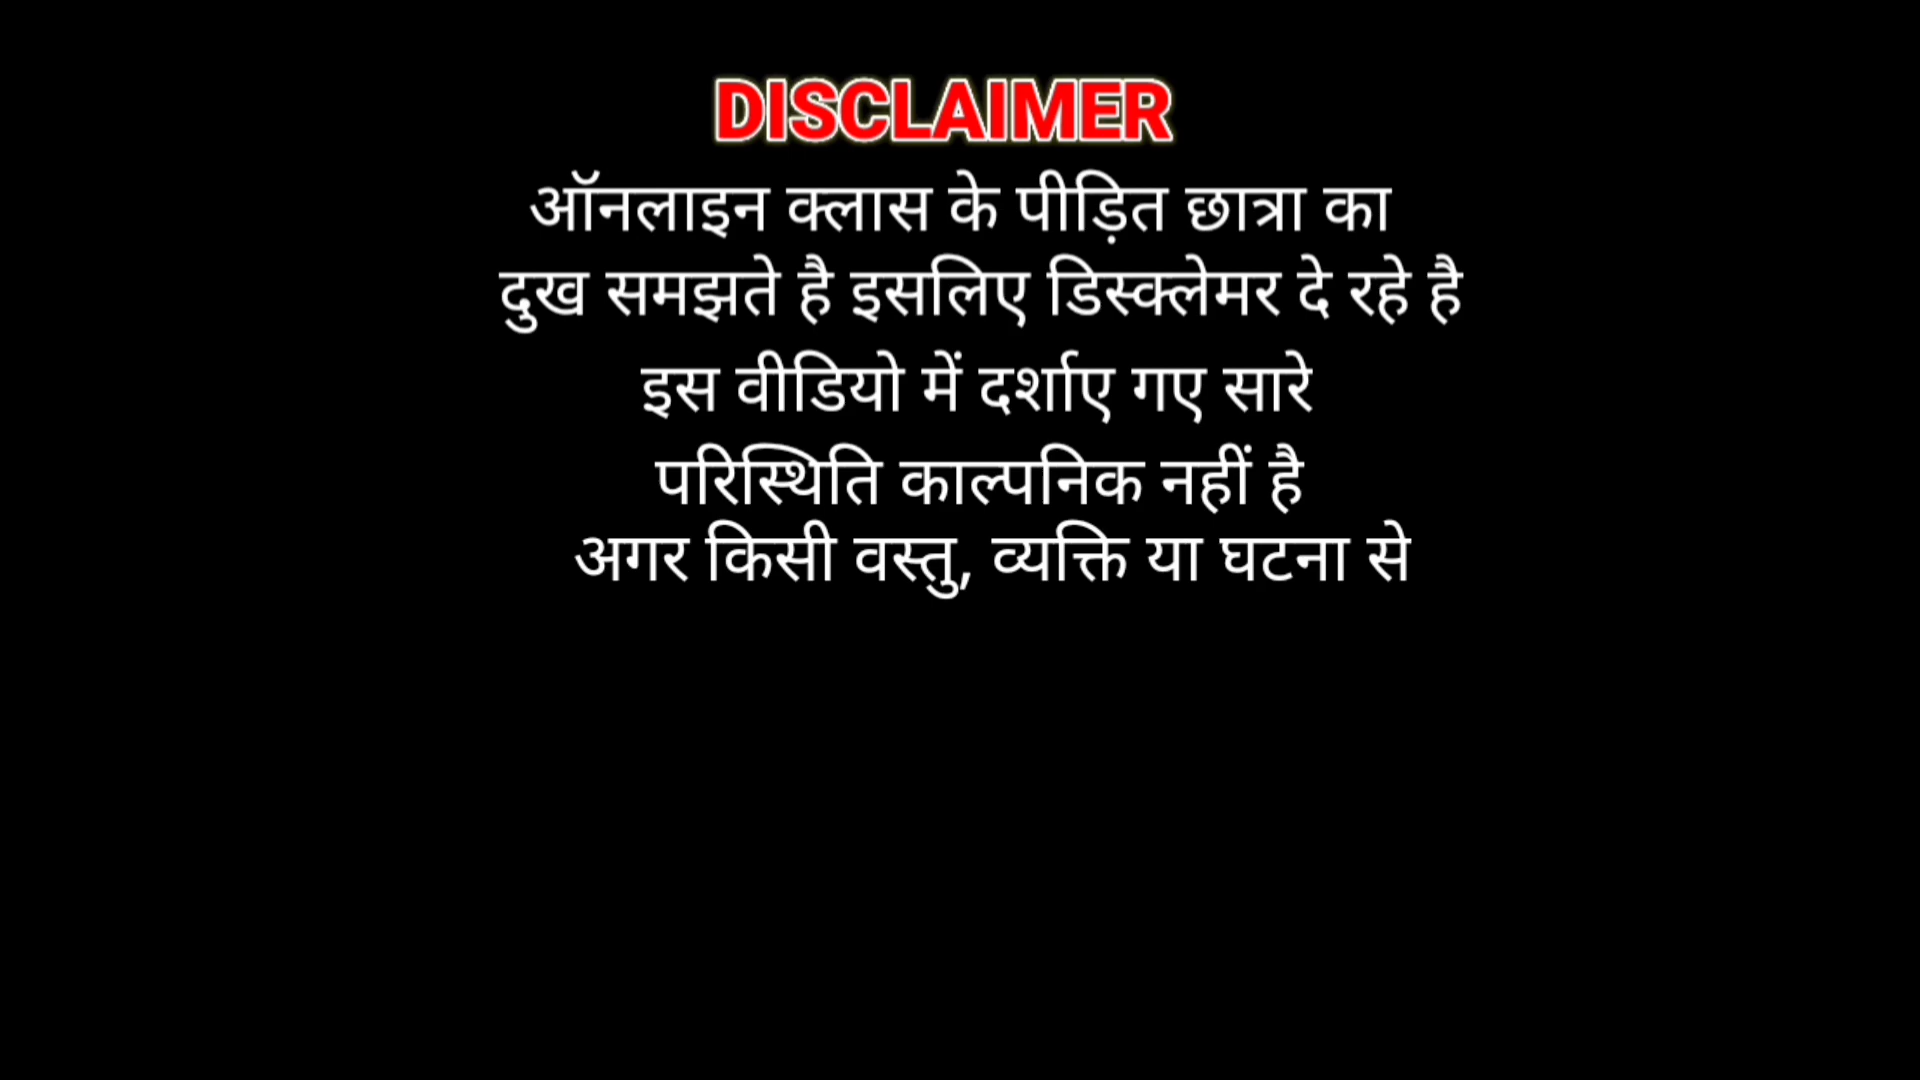 DISCLAIMER
ऑनलाइन क्लास के पीड़ित छात्रा का
दुख समझते है इसलिए डिस्क्लेमर दे रहे है
इस वीडियो में दर्शाए गए सारे
परिस्थिति काल्पनिक नहीं है
अगर किसी वस्तु, व्यक्ति या घटना से